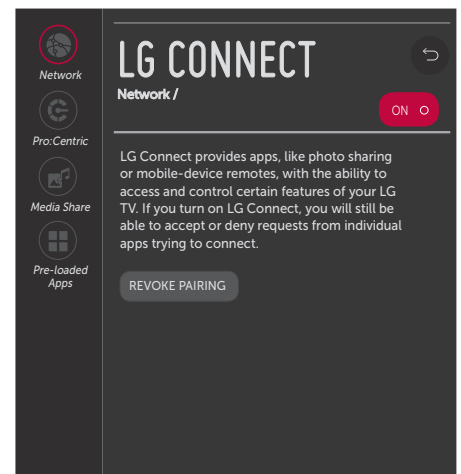 Network
Pro:Centric
Media Share
Pre-loaded
Apps
LG CONNECT
Network /
ON
LG Connect provides apps, like photo sharing
or mobile-device remotes, with the ability to
access and control certain features of your LG
TV. If you turn on LG Connect, you will still be
able to accept or deny requests from individual
apps trying to connect.
REVOKE PAIRING